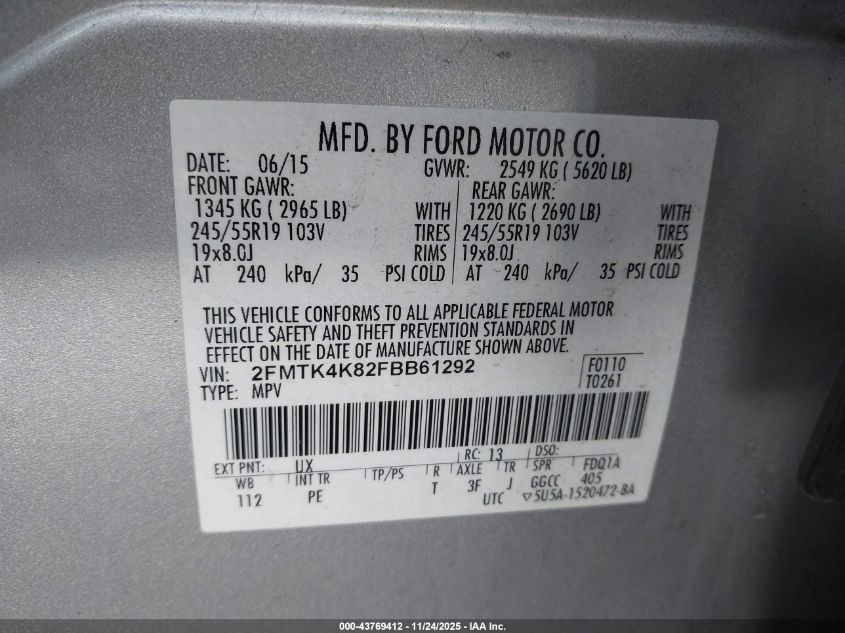 MFD. BY FORD MOTOR CO.
DATE: 06/15 GVWR: 2549 KG ( 5620 LB)
FRONT GAWR: REAR GAWR:
1345 KG ( 2965 LB) WITH 1220 KG ( 2690 LB) WITH
245/55R19 103V TIRES 245/55R19 103V TIRES
19x8.0J RIMS 19x8.0J RIMS
AT 240 kPa/ 35 PSI COLD AT 240 kPa/ 35 PSI COLD
THIS VEHICLE CONFORMS TO ALL APPLICABLE FEDERAL MOTOR
VEHICLE SAFETY AND THEFT PREVENTION STANDARDS IN
EFFECT ON THE DATE OF MANUFACTURE SHOWN ABOVE.
VIN: 2FMTK4K82FBB61292 F0110
TYPE: MPV T0261
EXT PNT: UX RC: 13 DSO: FDQ1A
WB INT TR TP/PS R AXLE TR SPR 405
112 PE T 3F J GGCC
UTC ▽5U5A-1520472-BA
000-43769412 - 11/24/2025 - IAA Inc.